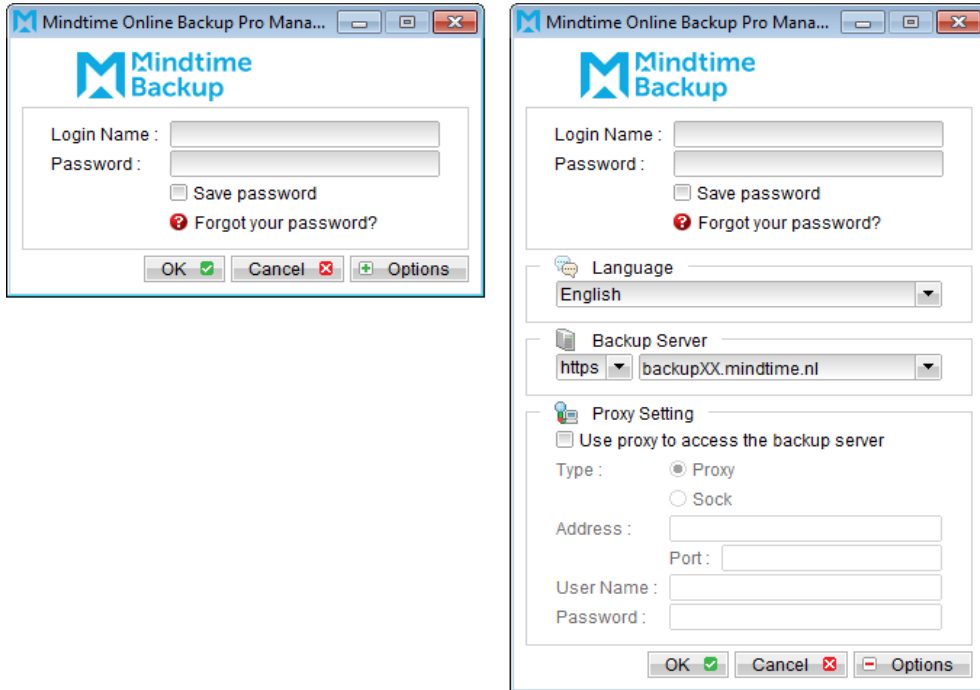 Mindtime Online Backup Pro Mana...
Mindtime
Backup
Login Name :
Password :
Save password
Forgot your password?
OK
Cancel
Options
Mindtime Online Backup Pro Mana...
Mindtime
Backup
Login Name :
Password :
Save password
Forgot your password?
Language
English
Backup Server
https backupXX.mindtime.nl
Proxy Setting
Use proxy to access the backup server
Type : Proxy
Sock
Address :
Port :
User Name :
Password :
OK
Cancel
Options